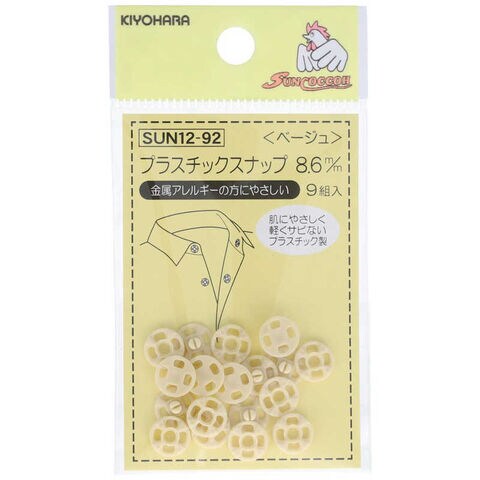 KIYOHARA
SUNCOCCOH
SUN12-92
＜ベージュ＞
プラスチックスナップ 8.6m/m
金属アレルギーの方にやさしい
9組入
肌にやさしく
軽くサビない
プラスチック製